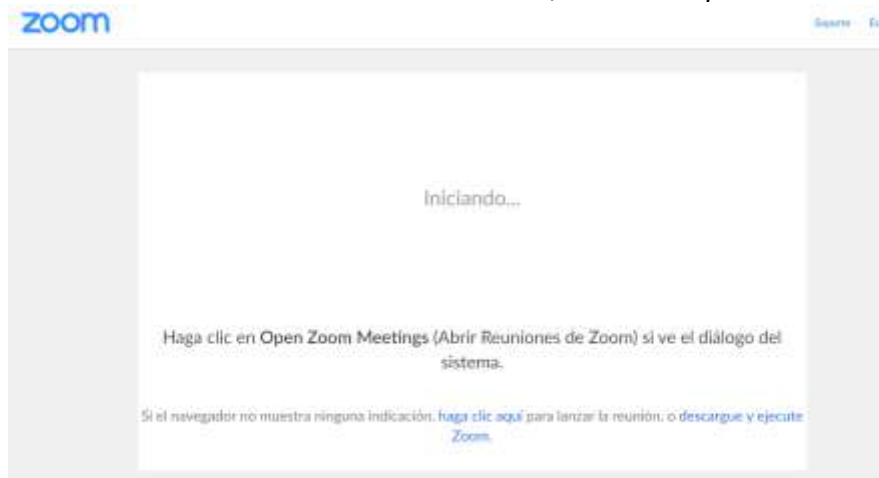 zoom
Soporte
Iniciando...
Haga clic en Open Zoom Meetings (Abrir Reuniones de Zoom) si ve el diálogo del
sistema.
Si el navegador no muestra ninguna indicación, haga clic aquí para lanzar la reunión, o descargue y ejecute
Zoom.